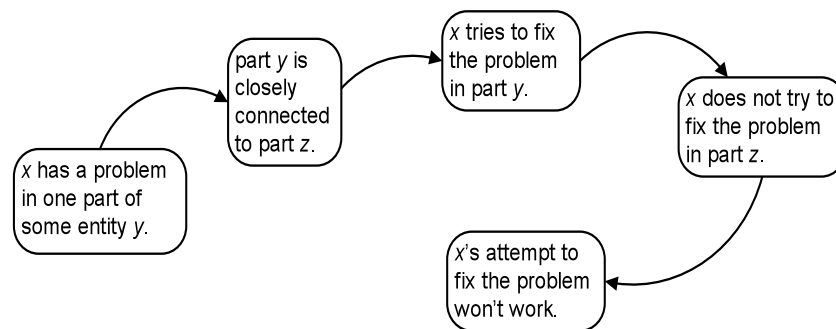 x has a problem
in one part of
some entity y.
part y is
closely
connected
to part z.
x tries to fix
the problem
in part y.
x does not try to
fix the problem
in part z.
x's attempt to
fix the problem
won't work.